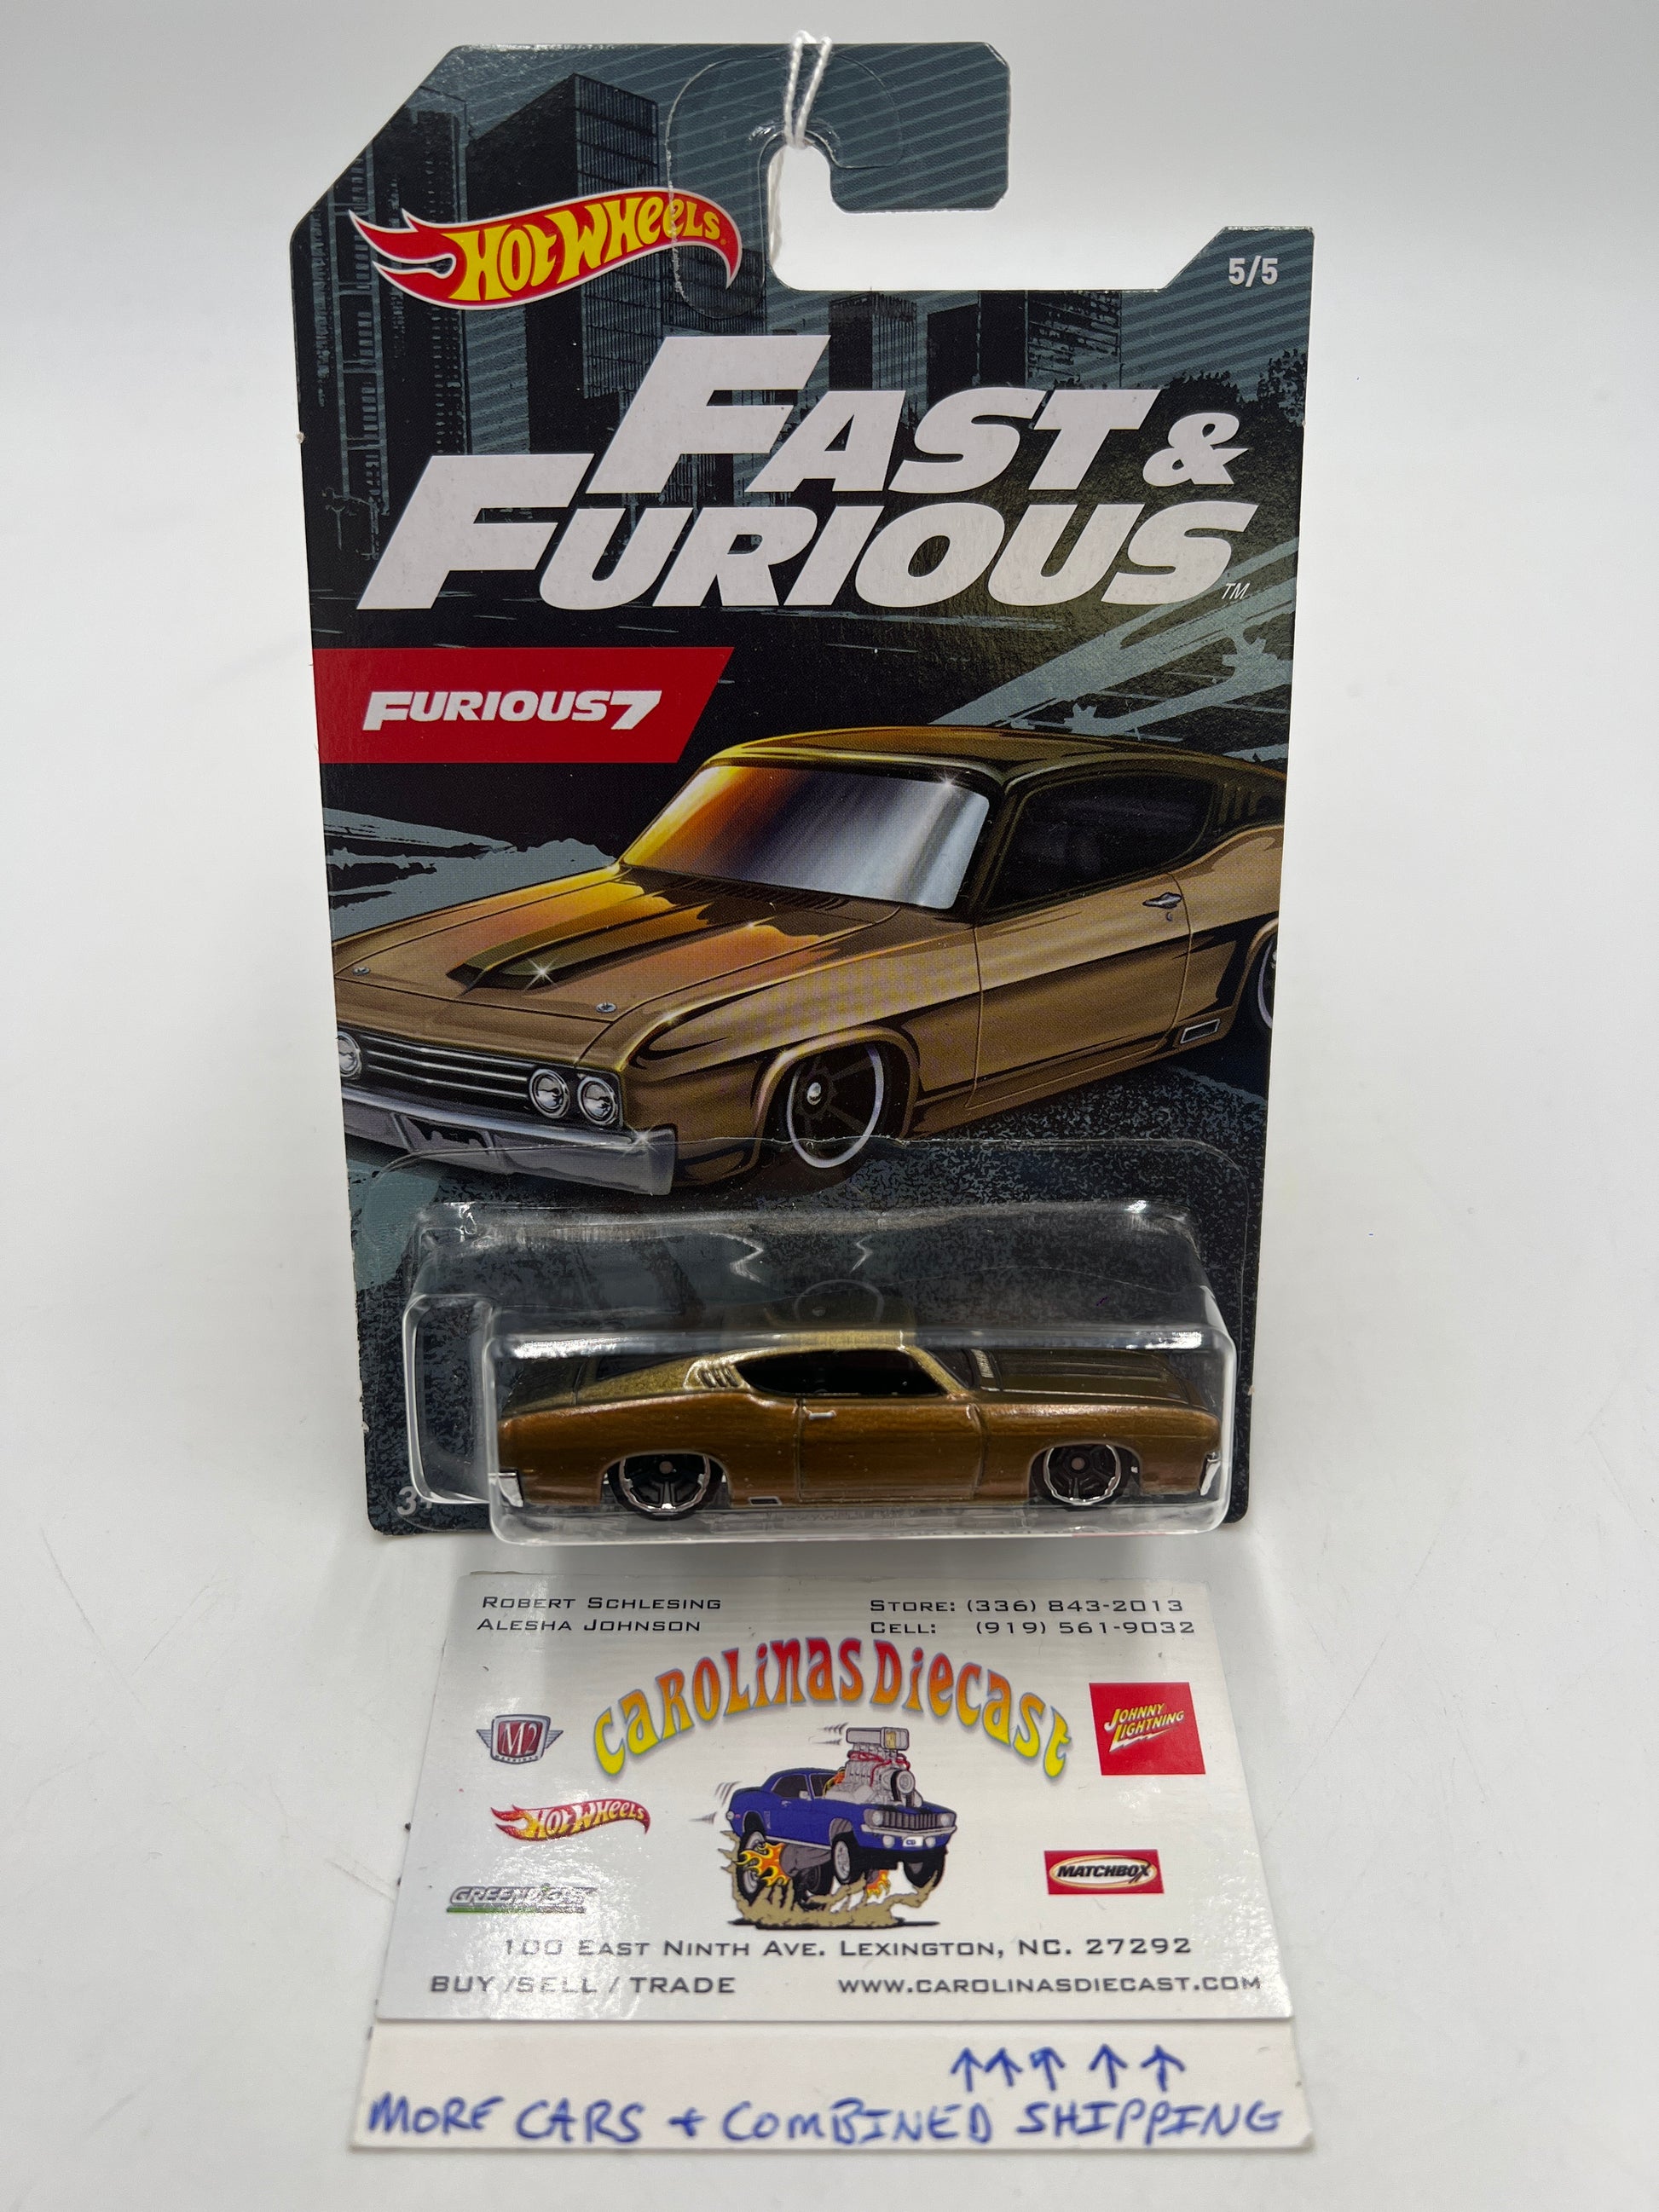 HOT WHEELS
5/5
FAST &
FURIOUS™
FURIOUS7
ROBERT SCHLESING
ALESHA JOHNSON
STORE: (336) 843-2013
CELL: (919) 561-9032
CAROLINAS DIECAST
M2
JOHNNY
LIGHTNING
HOT WHEELS
MATCHBOX
GREENLIGHT
100 EAST NINTH AVE. LEXINGTON, NC. 27292
BUY / SELL / TRADE WWW.CAROLINASDIECAST.COM
↑↑↑↑↑
MORE CARS + COMBINED SHIPPING